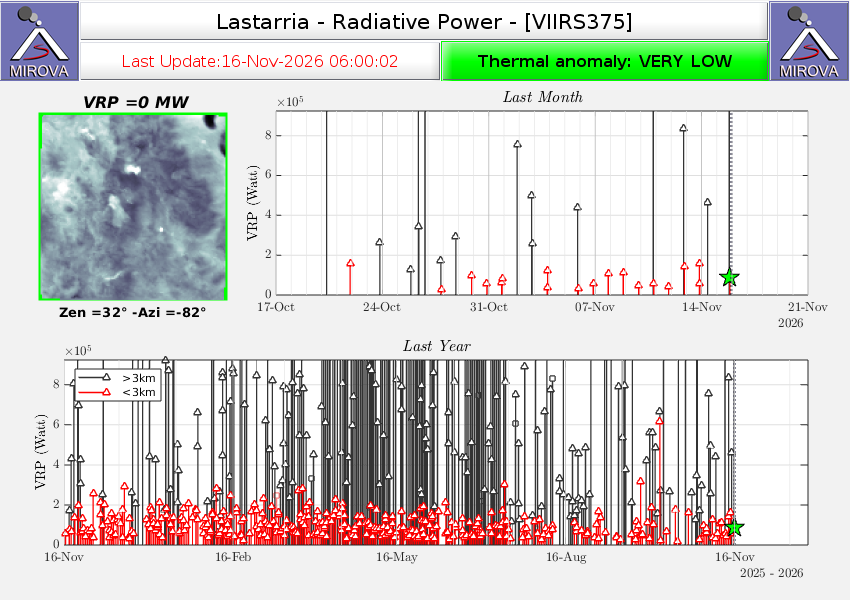 MIROVA
Lastarria - Radiative Power - [VIIRS375]
MIROVA
Last Update:16-Nov-2026 06:00:02
Thermal anomaly: VERY LOW
VRP =0 MW
Zen =32° -Azi =-82°
Last Month
×10⁵
VRP (Watt)
8
6
4
2
0
17-Oct 24-Oct 31-Oct 07-Nov 14-Nov 21-Nov
2026
Last Year
×10⁵
>3km
<3km
VRP (Watt)
8
6
4
2
0
16-Nov 16-Feb 16-May 16-Aug 16-Nov
2025 - 2026